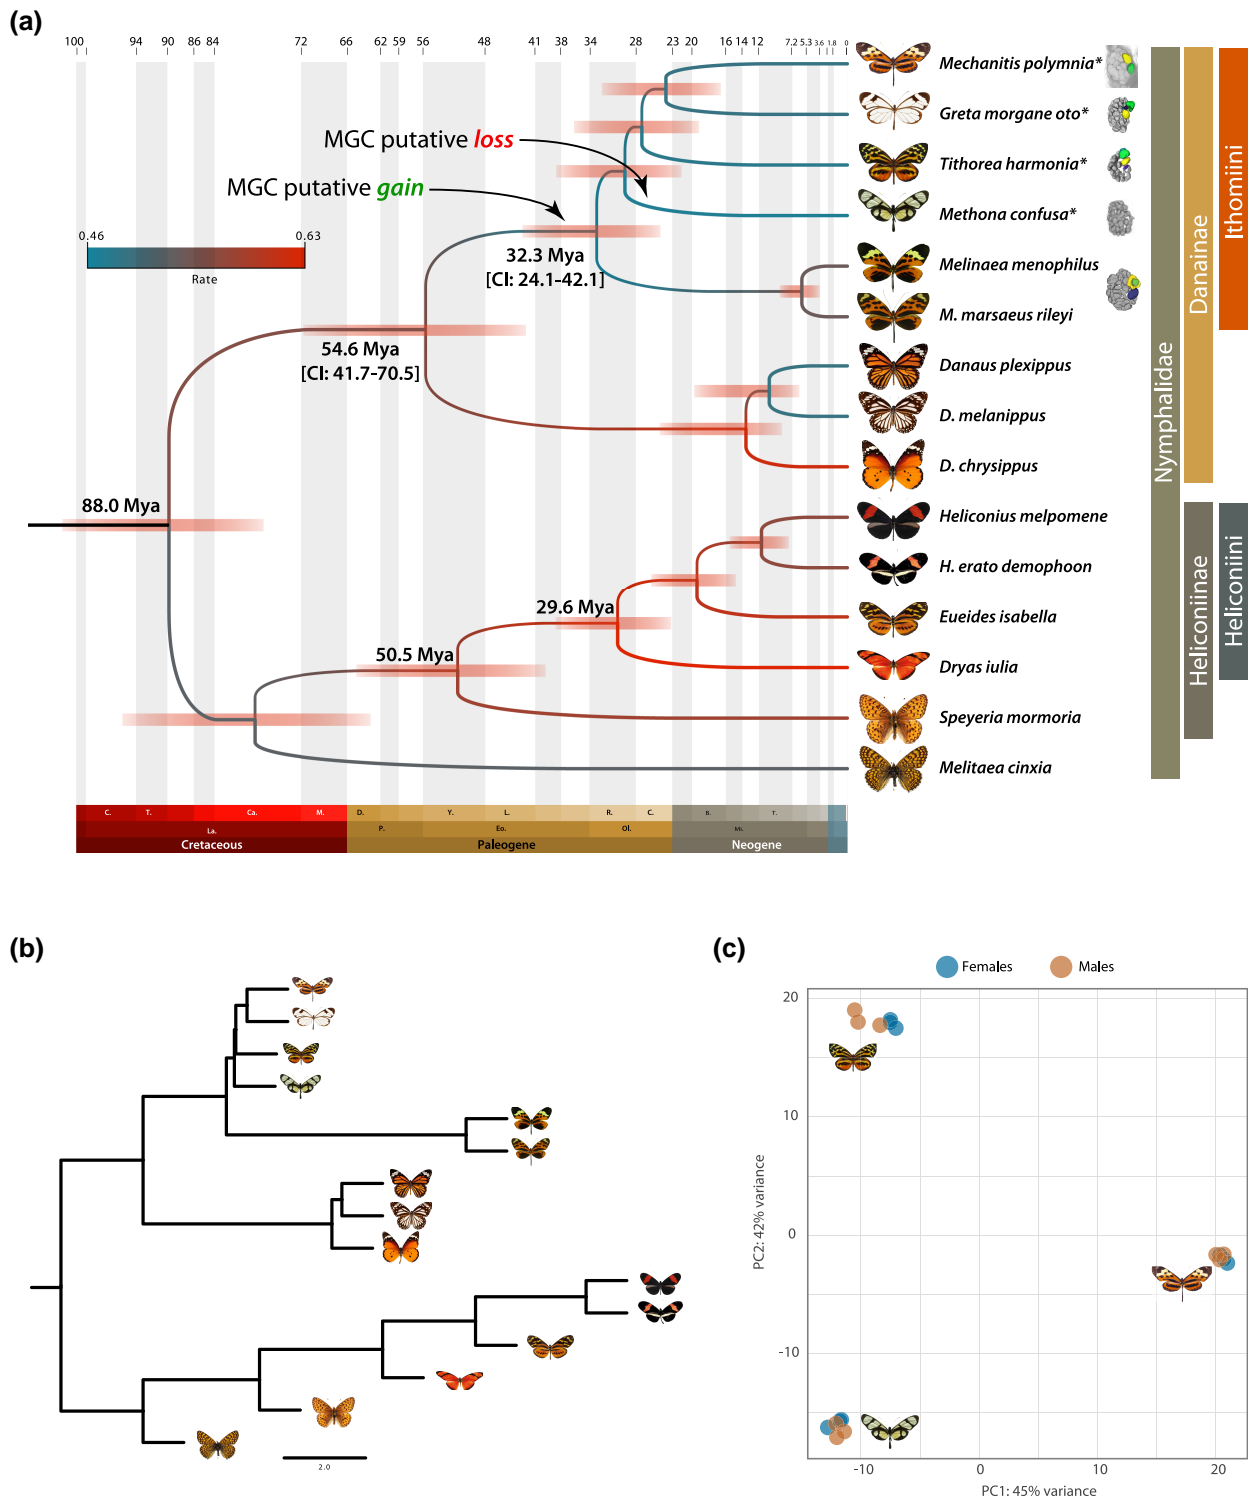 (a)
100 94 90 86 84 72 66 62 59 56 48 41 38 34 28 23 20 16 14 12 7.2 5.3 3.6 1.8 0
Mechanitis polymnia*
Greta morgane oto*
MGC putative loss
Tithorea harmonia*
MGC putative gain
Methona confusa*
0.46 0.63
Rate
32.3 Mya
[CI: 24.1-42.1]
Melinaea menophilus
M. marsaeus rileyi
54.6 Mya
[CI: 41.7-70.5]
Danaus plexippus
D. melanippus
D. chrysippus
88.0 Mya
Heliconius melpomene
H. erato demophoon
29.6 Mya
Eueides isabella
50.5 Mya
Dryas iulia
Speyeria mormoria
Melitaea cinxia
Nymphalidae
Danainae
Ithomiini
Heliconiinae
Heliconiini
C. T. Ca. M. D. Y. L. R. C. B. T.
La. P. Eo. Ol. Mi.
Cretaceous Paleogene Neogene
(b)
2.0
(c)
Females Males
20
10
0
-10
PC2: 42% variance
-10 0 10 20
PC1: 45% variance